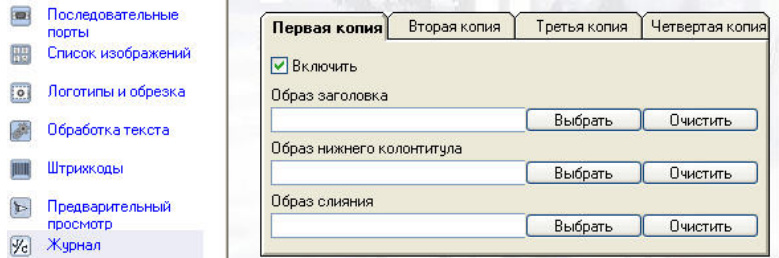 Последовательные
порты
Список изображений
Логотипы и обрезка
Обработка текста
Штрихкоды
Предварительный
просмотр
Журнал
Первая копия Вторая копия Третья копия Четвертая копия
Включить
Образ заголовка
Выбрать Очистить
Образ нижнего колонтитула
Выбрать Очистить
Образ слияния
Выбрать Очистить